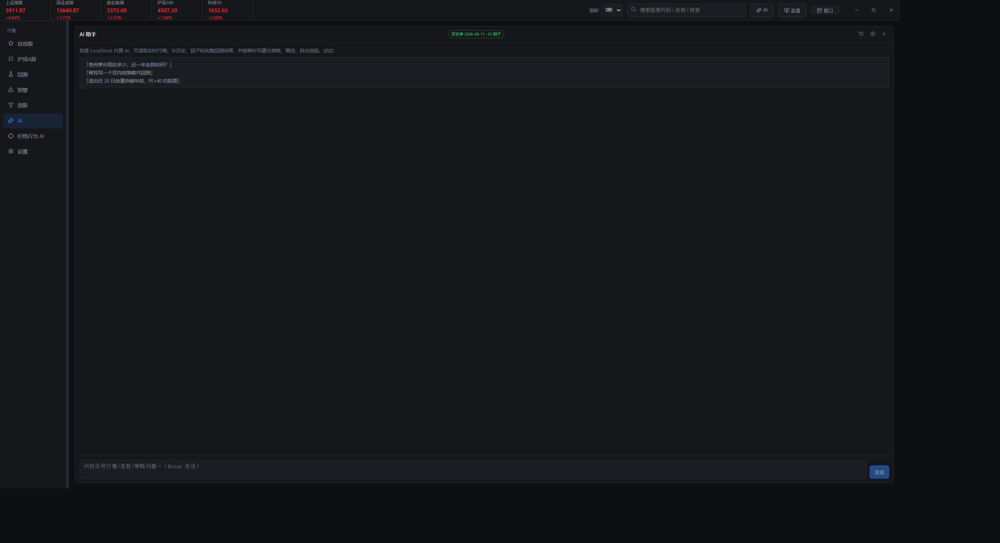 上证指数
3911.87
+0.94%
深证成指
13640.87
+1.72%
创业板指
3372.68
+2.25%
沪深300
4507.39
+1.06%
科创50
1652.63
+2.88%
刷新
3秒
搜索股票代码 / 名称 / 拼音
AI
监盘
窗口
行情
自选股
沪深A股
回测
预警
选股
AI
价格行为 AI
设置
AI 助手
历史库 2026-09-11 · 25 因子
我是 LocalStock 内置 AI，可读取实时行情、长历史、因子和完整回测结果，并能帮你写量化策略、画线、自动选股。试试：
「贵州茅台现在多少，近一年走势如何？」
「帮我写一个双均线策略并回测」
「选出近 20 日放量突破年线、PE<40 的股票」
问我任何行情/选股/策略问题…（Enter 发送）
发送